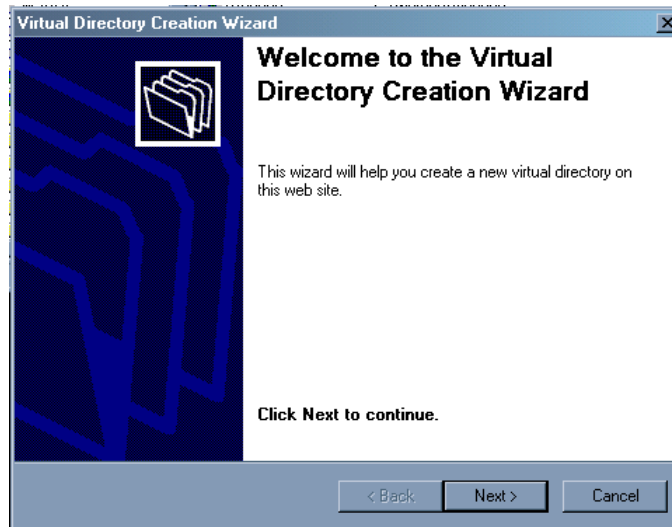 Virtual Directory Creation Wizard
Welcome to the Virtual
Directory Creation Wizard
This wizard will help you create a new virtual directory on
this web site.
Click Next to continue.
< Back
Next >
Cancel